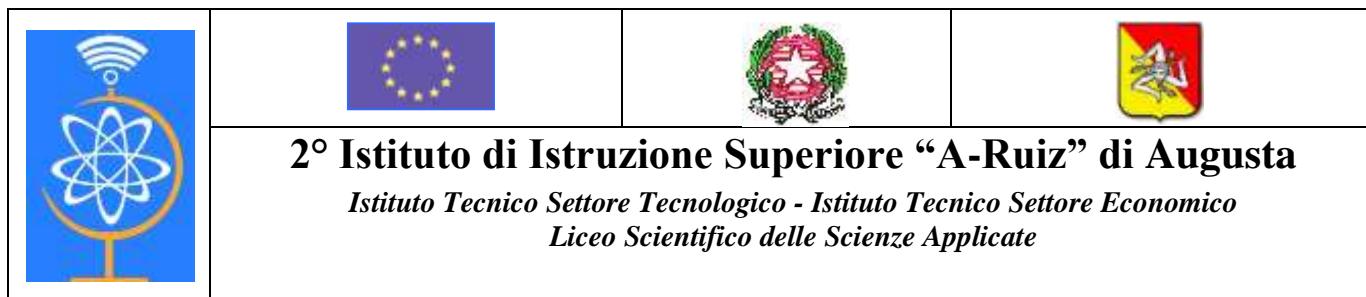 2° Istituto di Istruzione Superiore “A-Ruiz” di Augusta
Istituto Tecnico Settore Tecnologico - Istituto Tecnico Settore Economico
Liceo Scientifico delle Scienze Applicate